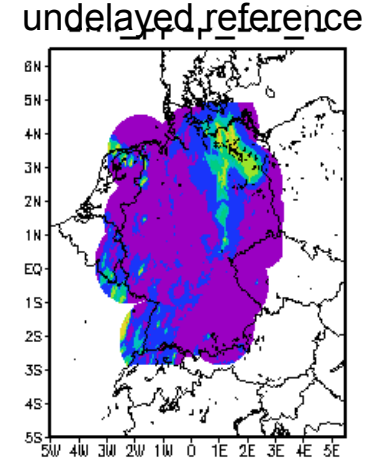 undelayed reference
6N
5N
4N
3N
2N
1N
EQ
1S
2S
3S
4S
5S
5W 4W 3W 2W 1W 0 1E 2E 3E 4E 5E